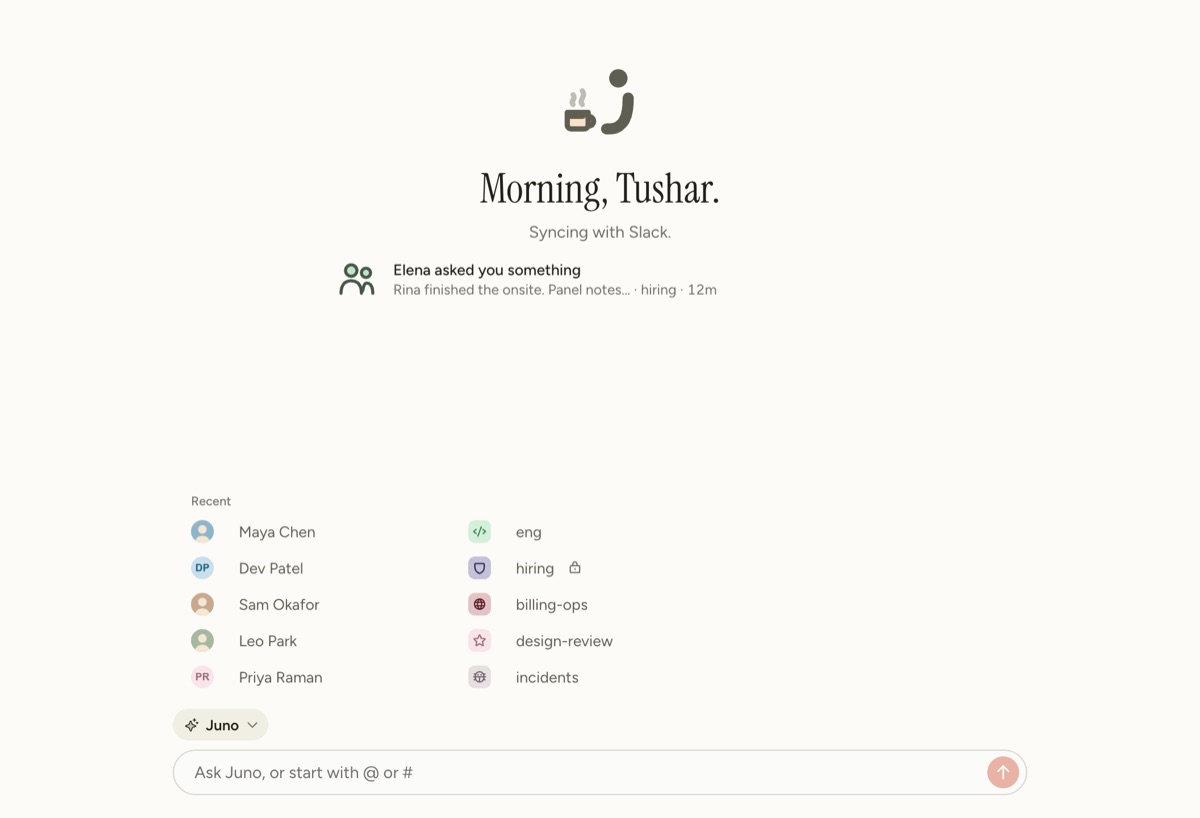 Morning, Tushar.
Syncing with Slack.
Elena asked you something
Rina finished the onsite. Panel notes... · hiring · 12m
Recent
Maya Chen
eng
DP Dev Patel
hiring
Sam Okafor
billing-ops
Leo Park
design-review
PR Priya Raman
incidents
Juno
Ask Juno, or start with @ or #